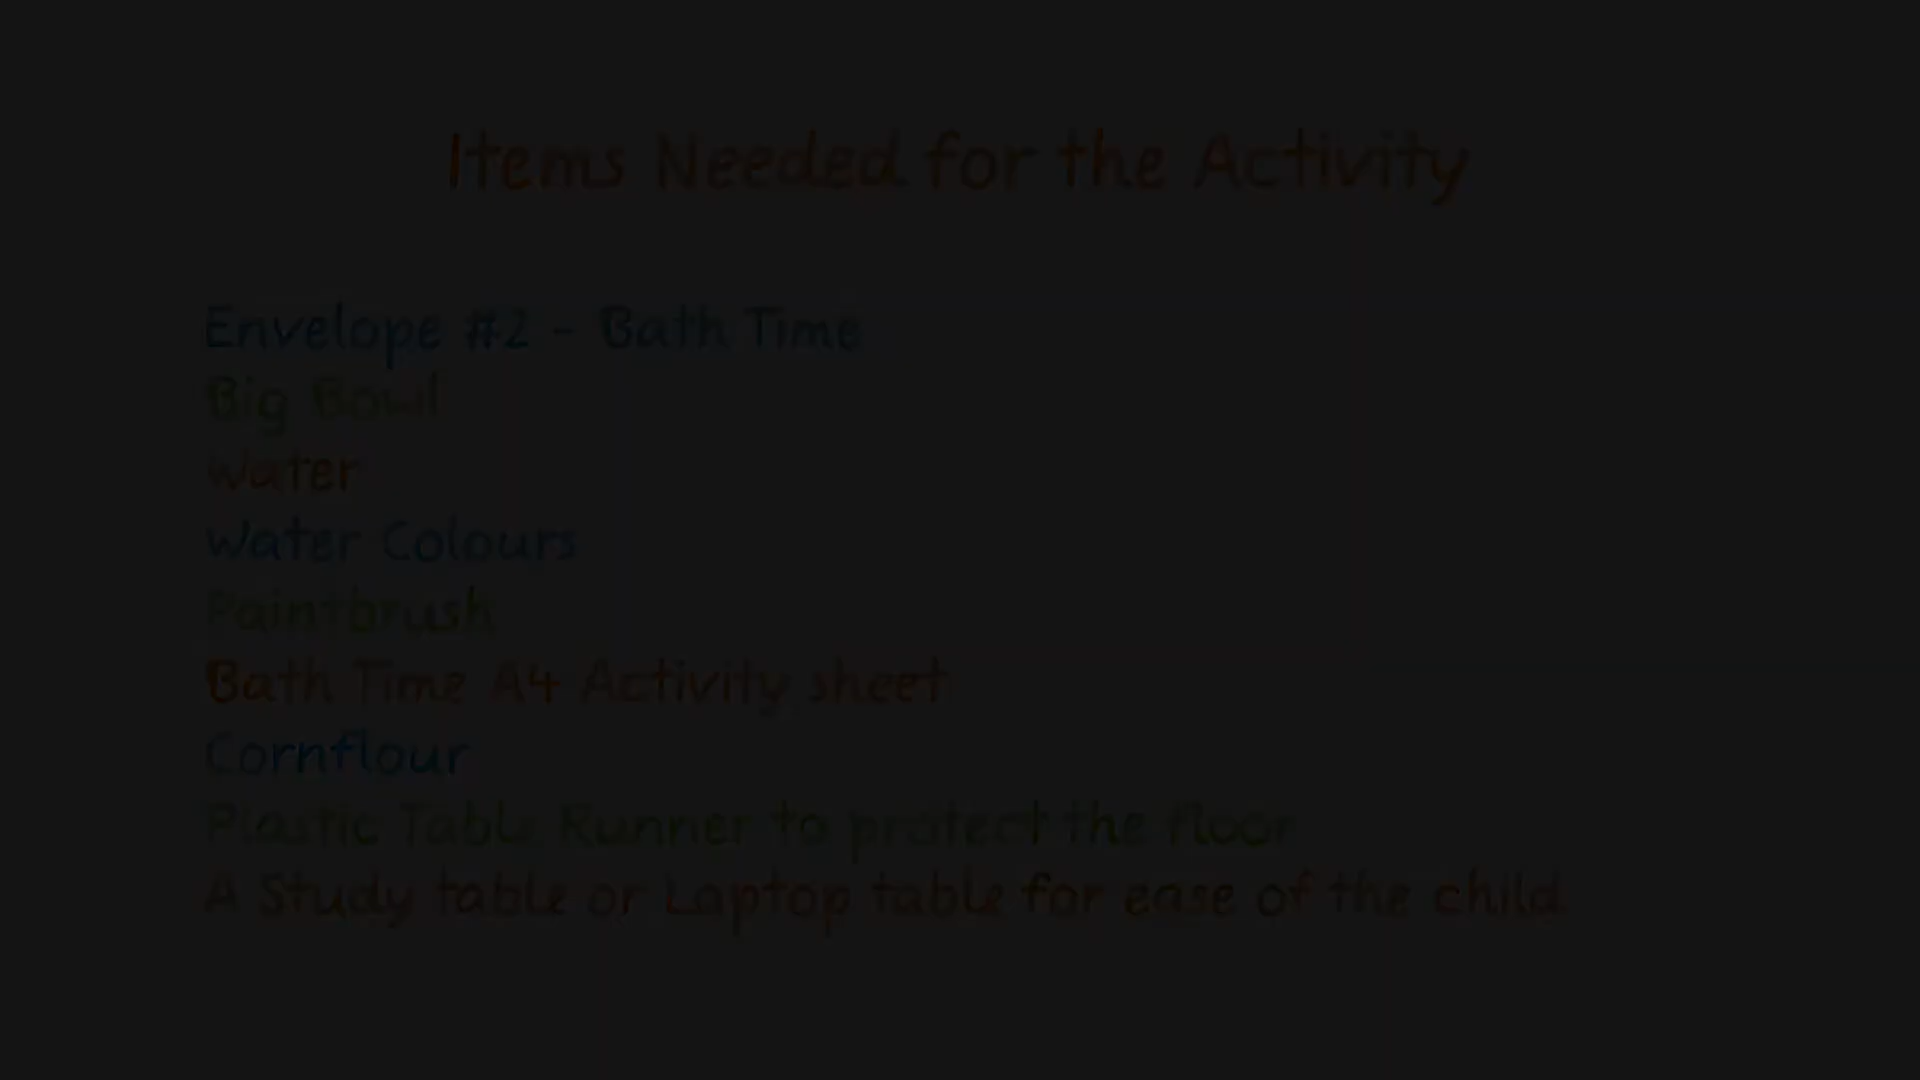 Items Needed for the Activity
Envelope #2 - Bath Time
Big Bowl
Water
Water Colours
Paintbrush
Bath Time A4 Activity sheet
Cornflour
Plastic Table Runner to protect the floor
A Study table or Laptop table for ease of the child